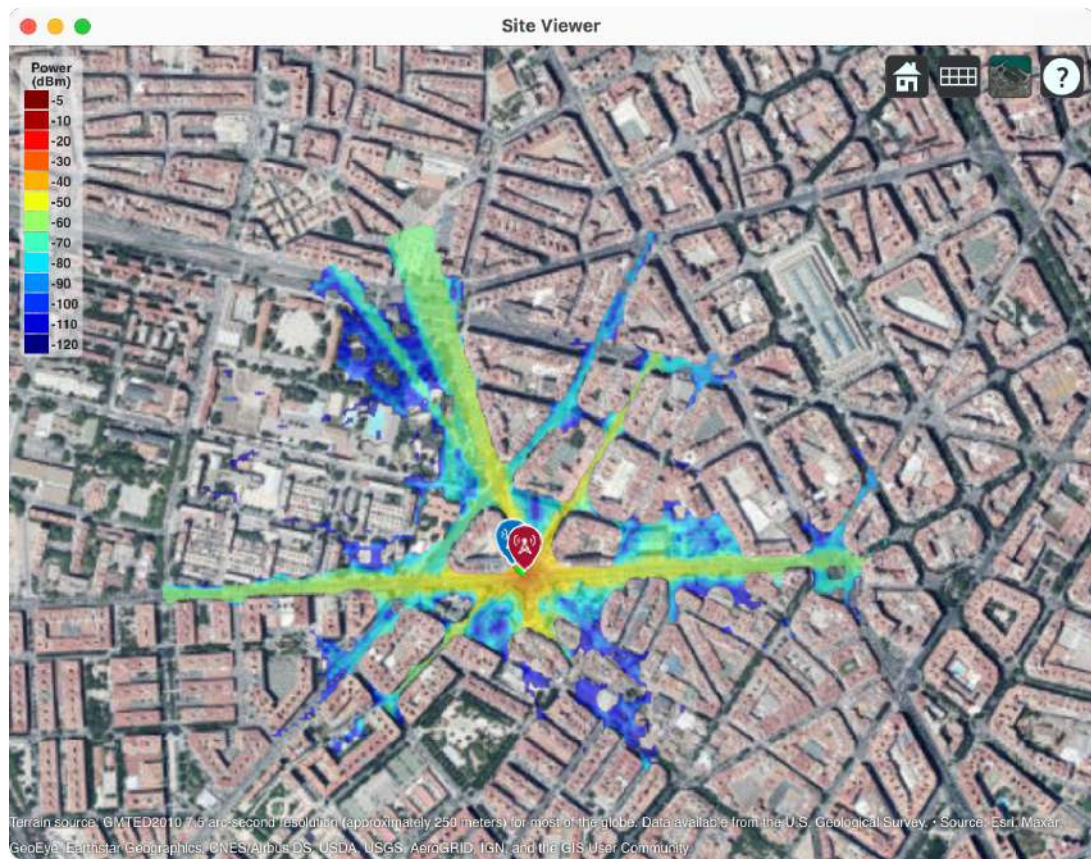 Site Viewer
Power
(dBm)
-5
-10
-20
-30
-40
-50
-60
-70
-80
-90
-100
-110
-120
?
Terrain source: GMTED2010 7.5 arc-second resolution (approximately 250 meters) for most of the globe. Data available from the U.S. Geological Survey. • Source: Esri, Maxar,
GeoEye, Earthstar Geographics, CNES/Airbus DS, USDA, USGS, AeroGRID, IGN, and the GIS User Community